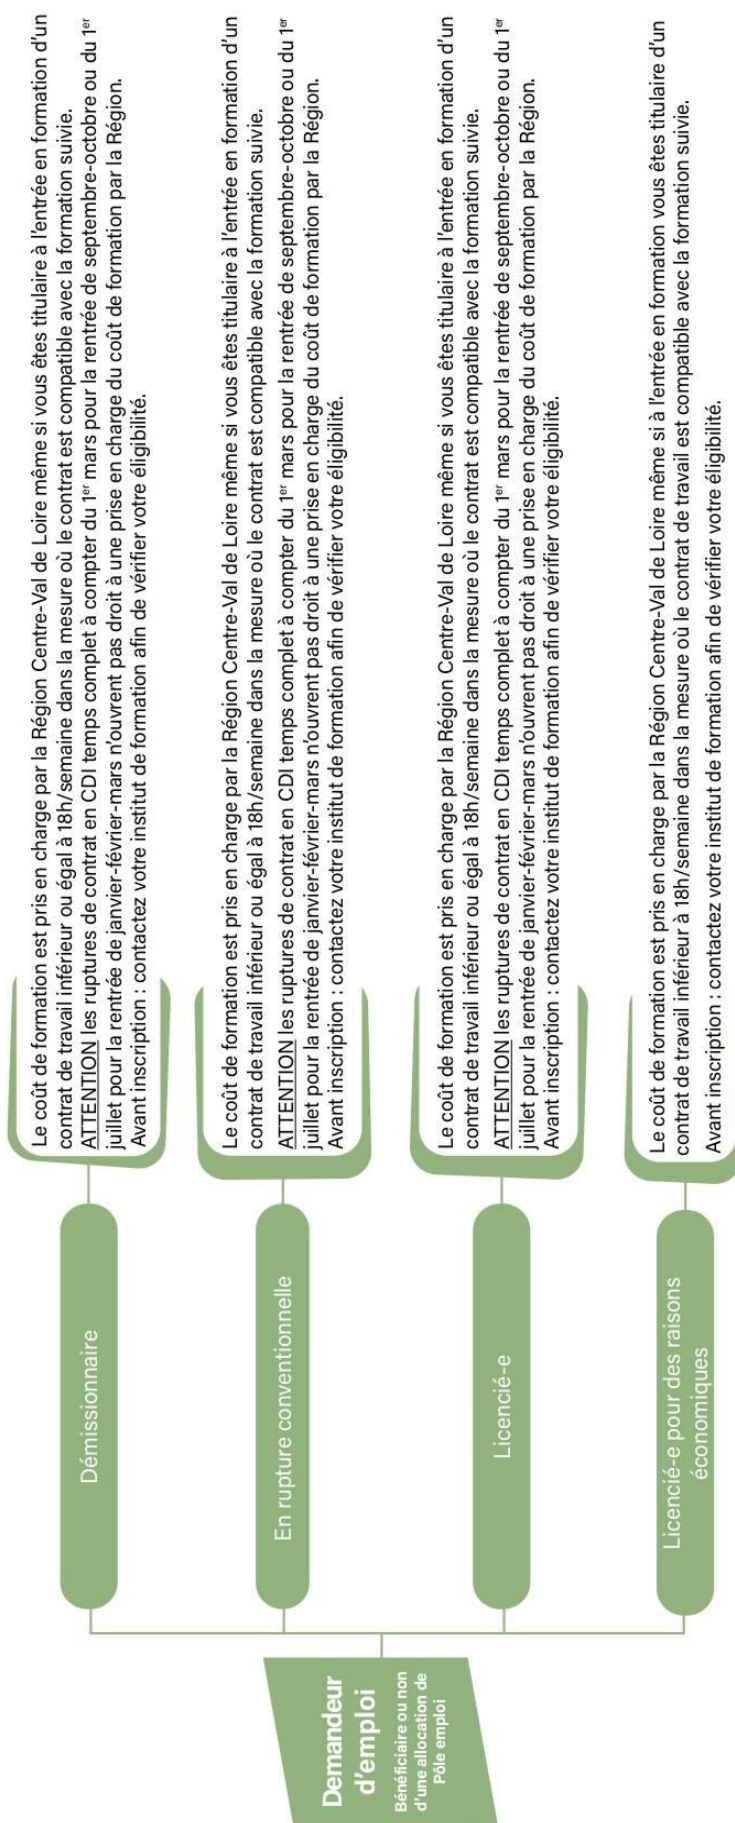 Demandeur
d'emploi
Bénéficiaire ou non
d'une allocation de
Pôle emploi
Démissionnaire
Le coût de formation est pris en charge par la Région Centre-Val de Loire même si vous êtes titulaire à l'entrée en formation d'un
contrat de travail inférieur ou égal à 18h/semaine dans la mesure où le contrat est compatible avec la formation suivie.
ATTENTION les ruptures de contrat en CDI temps complet à compter du 1er mars pour la rentrée de septembre-octobre ou du 1er
juillet pour la rentrée de janvier-février-mars n'ouvrent pas droit à une prise en charge du coût de formation par la Région.
Avant inscription : contactez votre institut de formation afin de vérifier votre éligibilité.
En rupture conventionnelle
Le coût de formation est pris en charge par la Région Centre-Val de Loire même si vous êtes titulaire à l'entrée en formation d'un
contrat de travail inférieur ou égal à 18h/semaine dans la mesure où le contrat est compatible avec la formation suivie.
ATTENTION les ruptures de contrat en CDI temps complet à compter du 1er mars pour la rentrée de septembre-octobre ou du 1er
juillet pour la rentrée de janvier-février-mars n'ouvrent pas droit à une prise en charge du coût de formation par la Région.
Avant inscription : contactez votre institut de formation afin de vérifier votre éligibilité.
Licencié-e
Le coût de formation est pris en charge par la Région Centre-Val de Loire même si vous êtes titulaire à l'entrée en formation d'un
contrat de travail inférieur ou égal à 18h/semaine dans la mesure où le contrat est compatible avec la formation suivie.
ATTENTION les ruptures de contrat en CDI temps complet à compter du 1er mars pour la rentrée de septembre-octobre ou du 1er
juillet pour la rentrée de janvier-février-mars n'ouvrent pas droit à une prise en charge du coût de formation par la Région.
Avant inscription : contactez votre institut de formation afin de vérifier votre éligibilité.
Licencié-e pour des raisons
économiques
Le coût de formation est pris en charge par la Région Centre-Val de Loire même si à l'entrée en formation vous êtes titulaire d'un
contrat de travail inférieur à 18h/semaine dans la mesure où le contrat de travail est compatible avec la formation suivie.
Avant inscription : contactez votre institut de formation afin de vérifier votre éligibilité.